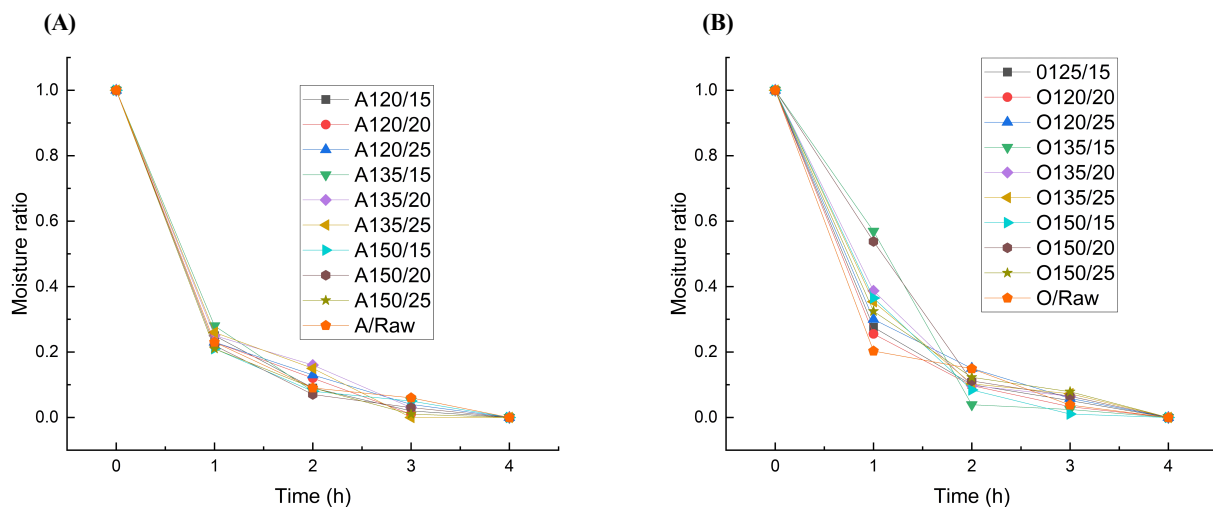 (A)
Moisture ratio
1.0
0.8
0.6
0.4
0.2
0.0
0 1 2 3 4
Time (h)
A120/15
A120/20
A120/25
A135/15
A135/20
A135/25
A150/15
A150/20
A150/25
A/Raw
(B)
Mositure ratio
1.0
0.8
0.6
0.4
0.2
0.0
0 1 2 3 4
Time (h)
0125/15
O120/20
O120/25
O135/15
O135/20
O135/25
O150/15
O150/20
O150/25
O/Raw